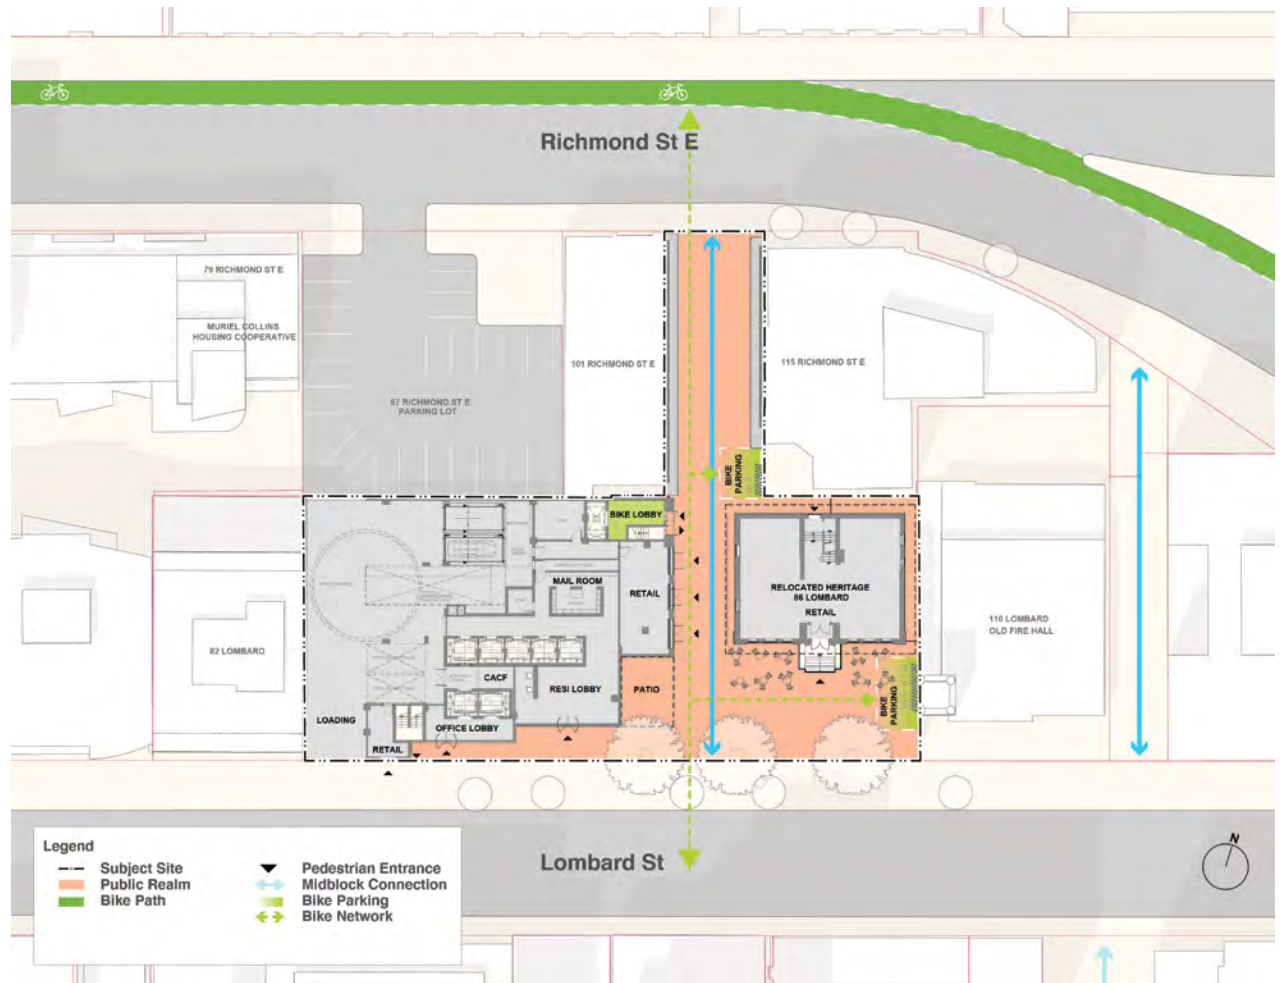 Richmond St E
79 RICHMOND ST E
MURIEL COLLINS
HOUSING COOPERATIVE
101 RICHMOND ST E
115 RICHMOND ST E
87 RICHMOND ST E
PARKING LOT
BIKE
PARKING
BIKE LOBBY
MAIL ROOM
RETAIL
RELOCATED HERITAGE
86 LOMBARD
RETAIL
110 LOMBARD
OLD FIRE HALL
82 LOMBARD
CACF
RESI LOBBY
PATIO
BIKE
PARKING
LOADING
OFFICE LOBBY
RETAIL
Lombard St
N
Legend
Subject Site
Public Realm
Bike Path
Pedestrian Entrance
Midblock Connection
Bike Parking
Bike Network